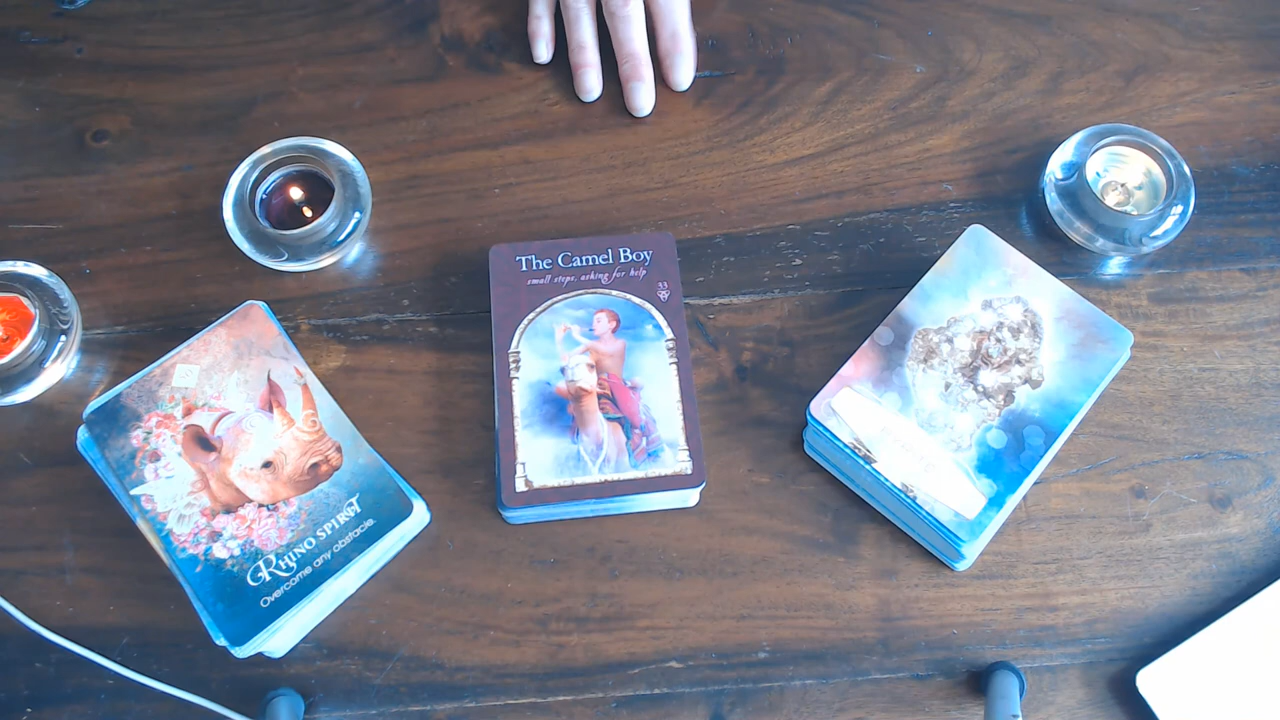 The Camel Boy
small steps, asking for help
33
RHINO SPIRIT
Overcome any obstacle.